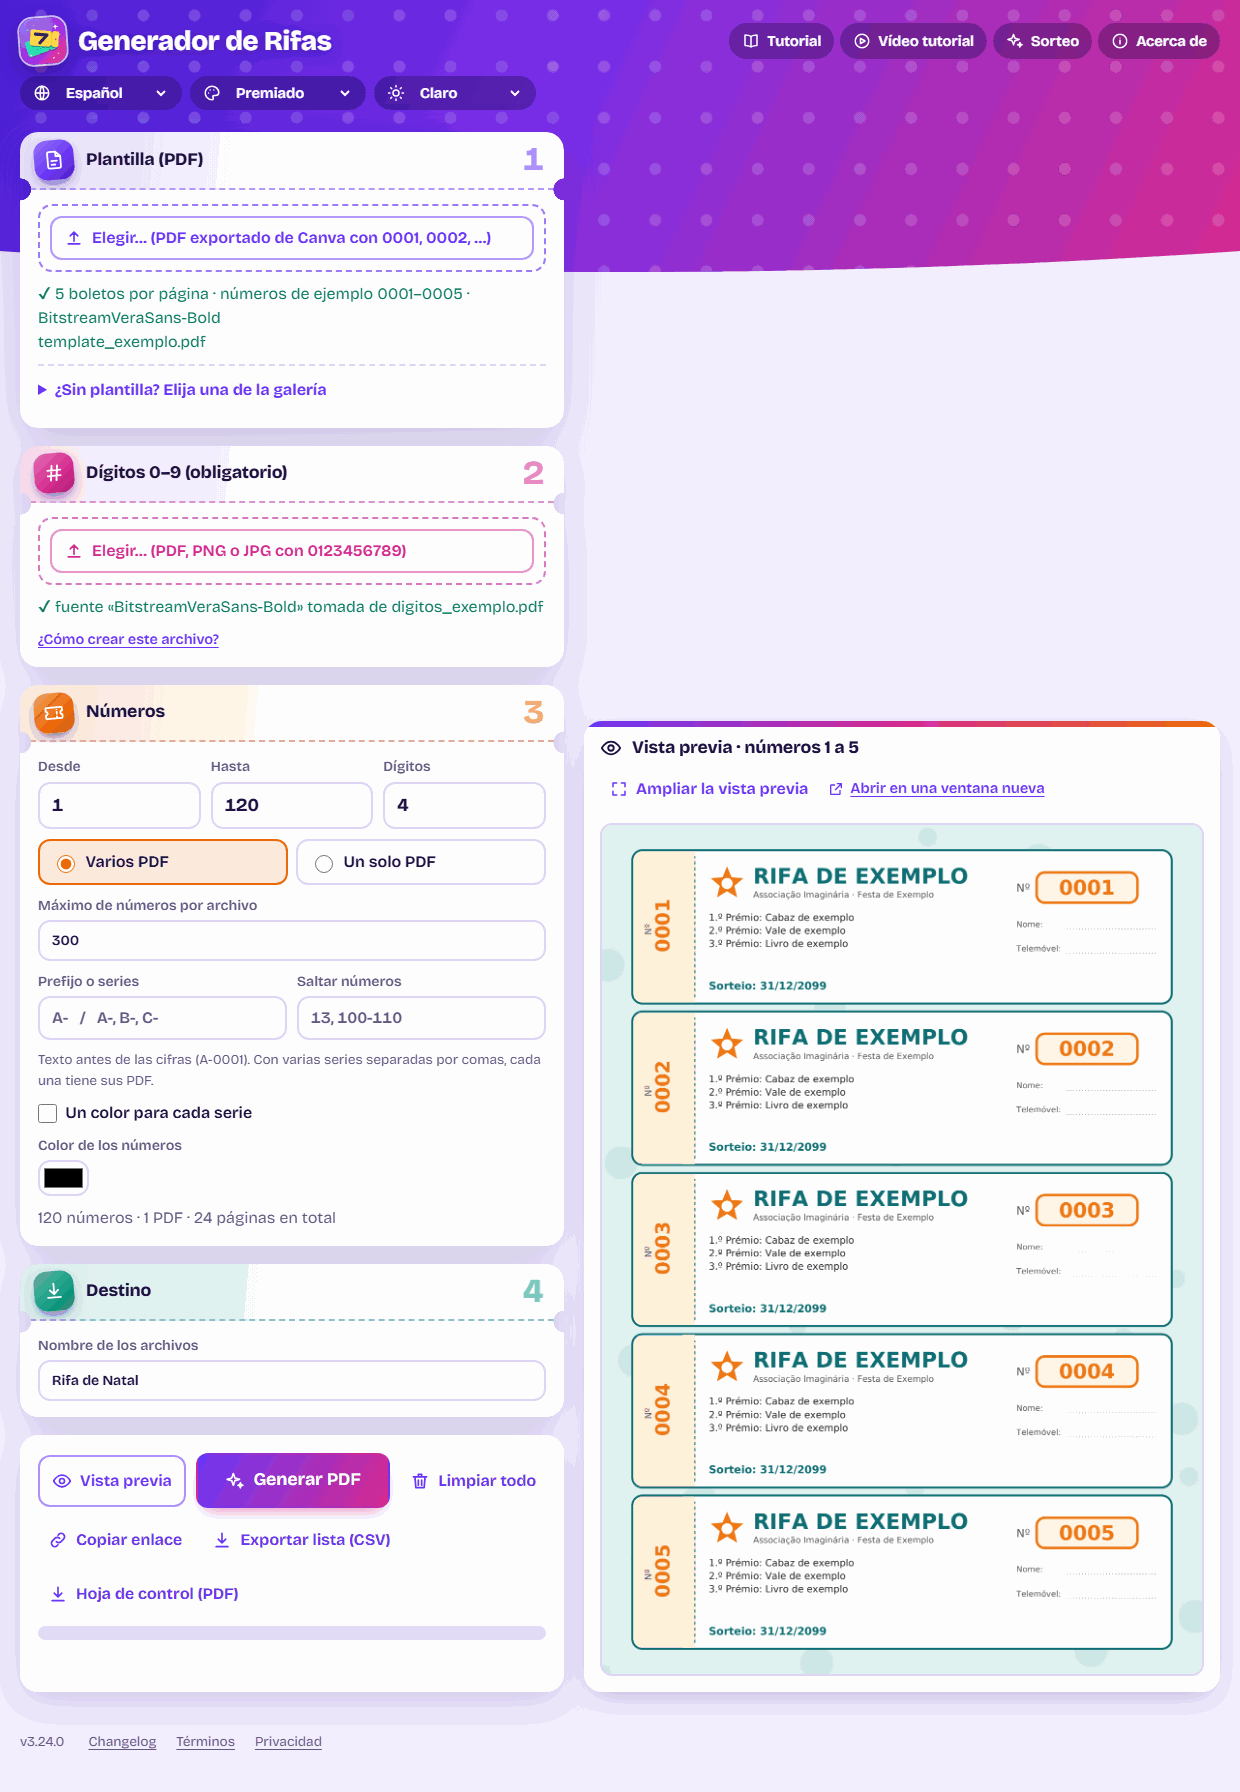 Generador de Rifas
Tutorial
Vídeo tutorial
Sorteo
Acerca de
Español
Premiado
Claro
Plantilla (PDF)
1
Elegir... (PDF exportado de Canva con 0001, 0002, ...)
✓ 5 boletos por página · números de ejemplo 0001–0005 ·
BitstreamVeraSans-Bold
template_exemplo.pdf
¿Sin plantilla? Elija una de la galería
Dígitos 0–9 (obligatorio)
2
Elegir... (PDF, PNG o JPG con 0123456789)
✓ fuente «BitstreamVeraSans-Bold» tomada de digitos_exemplo.pdf
¿Cómo crear este archivo?
Números
3
Desde
Hasta
Dígitos
1
120
4
Varios PDF
Un solo PDF
Máximo de números por archivo
300
Prefijo o series
Saltar números
A- / A-, B-, C-
13, 100-110
Texto antes de las cifras (A-0001). Con varias series separadas por comas, cada
una tiene sus PDF.
Un color para cada serie
Color de los números
120 números · 1 PDF · 24 páginas en total
Destino
4
Nombre de los archivos
Rifa de Natal
Vista previa
Generar PDF
Limpiar todo
Copiar enlace
Exportar lista (CSV)
Hoja de control (PDF)
Vista previa · números 1 a 5
Ampliar la vista previa
Abrir en una ventana nueva
Nº
0001
RIFA DE EXEMPLO
Associação Imaginária · Festa de Exemplo
1.º Prémio: Cabaz de exemplo
2.º Prémio: Vale de exemplo
3.º Prémio: Livro de exemplo
Sorteio: 31/12/2099
Nº 0001
Nome:
Telemóvel:
Nº
0002
RIFA DE EXEMPLO
Associação Imaginária · Festa de Exemplo
1.º Prémio: Cabaz de exemplo
2.º Prémio: Vale de exemplo
3.º Prémio: Livro de exemplo
Sorteio: 31/12/2099
Nº 0002
Nome:
Telemóvel:
Nº
0003
RIFA DE EXEMPLO
Associação Imaginária · Festa de Exemplo
1.º Prémio: Cabaz de exemplo
2.º Prémio: Vale de exemplo
3.º Prémio: Livro de exemplo
Sorteio: 31/12/2099
Nº 0003
Nome:
Telemóvel:
Nº
0004
RIFA DE EXEMPLO
Associação Imaginária · Festa de Exemplo
1.º Prémio: Cabaz de exemplo
2.º Prémio: Vale de exemplo
3.º Prémio: Livro de exemplo
Sorteio: 31/12/2099
Nº 0004
Nome:
Telemóvel:
Nº
0005
RIFA DE EXEMPLO
Associação Imaginária · Festa de Exemplo
1.º Prémio: Cabaz de exemplo
2.º Prémio: Vale de exemplo
3.º Prémio: Livro de exemplo
Sorteio: 31/12/2099
Nº 0005
Nome:
Telemóvel:
v3.24.0
Changelog
Términos
Privacidad